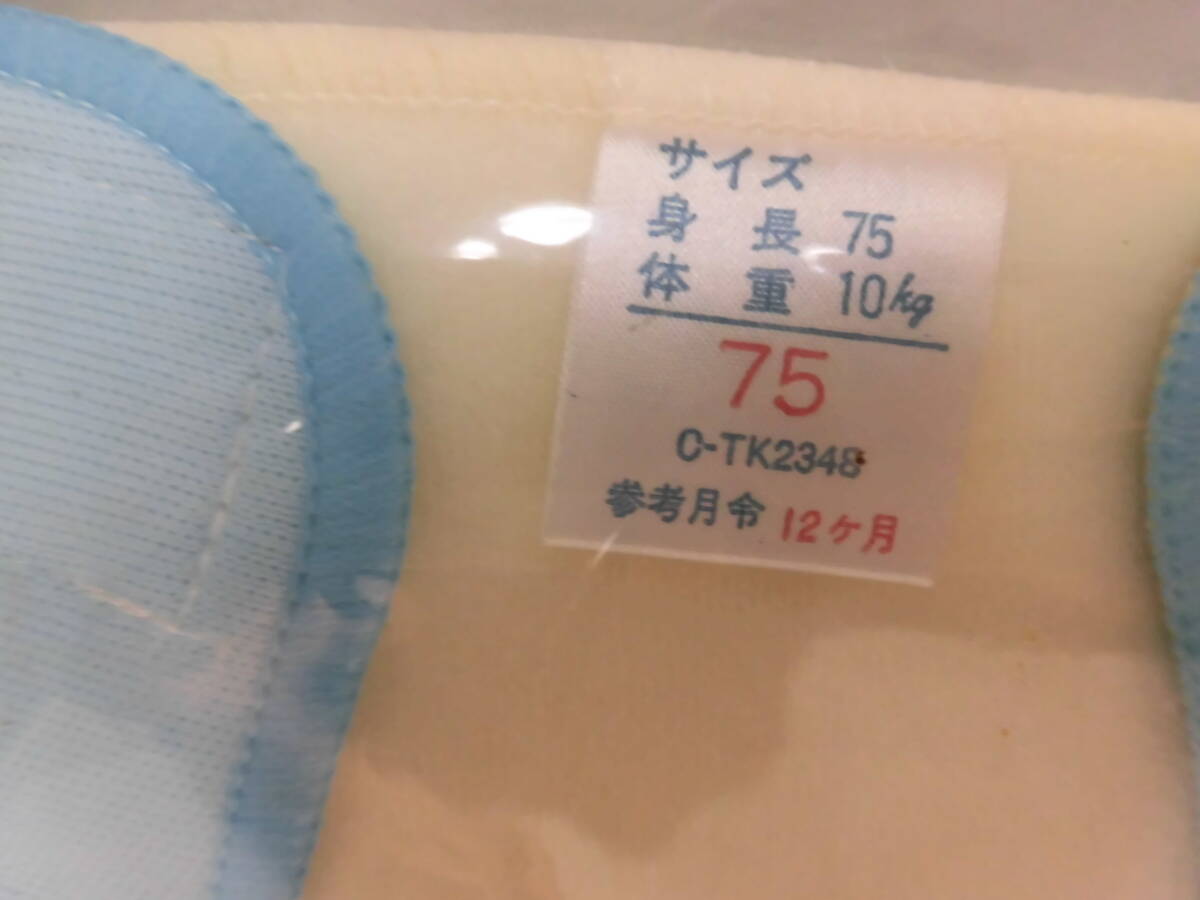 サイズ
身長 75
体重 10kg
75
C-TK2348
参考月令 12ケ月